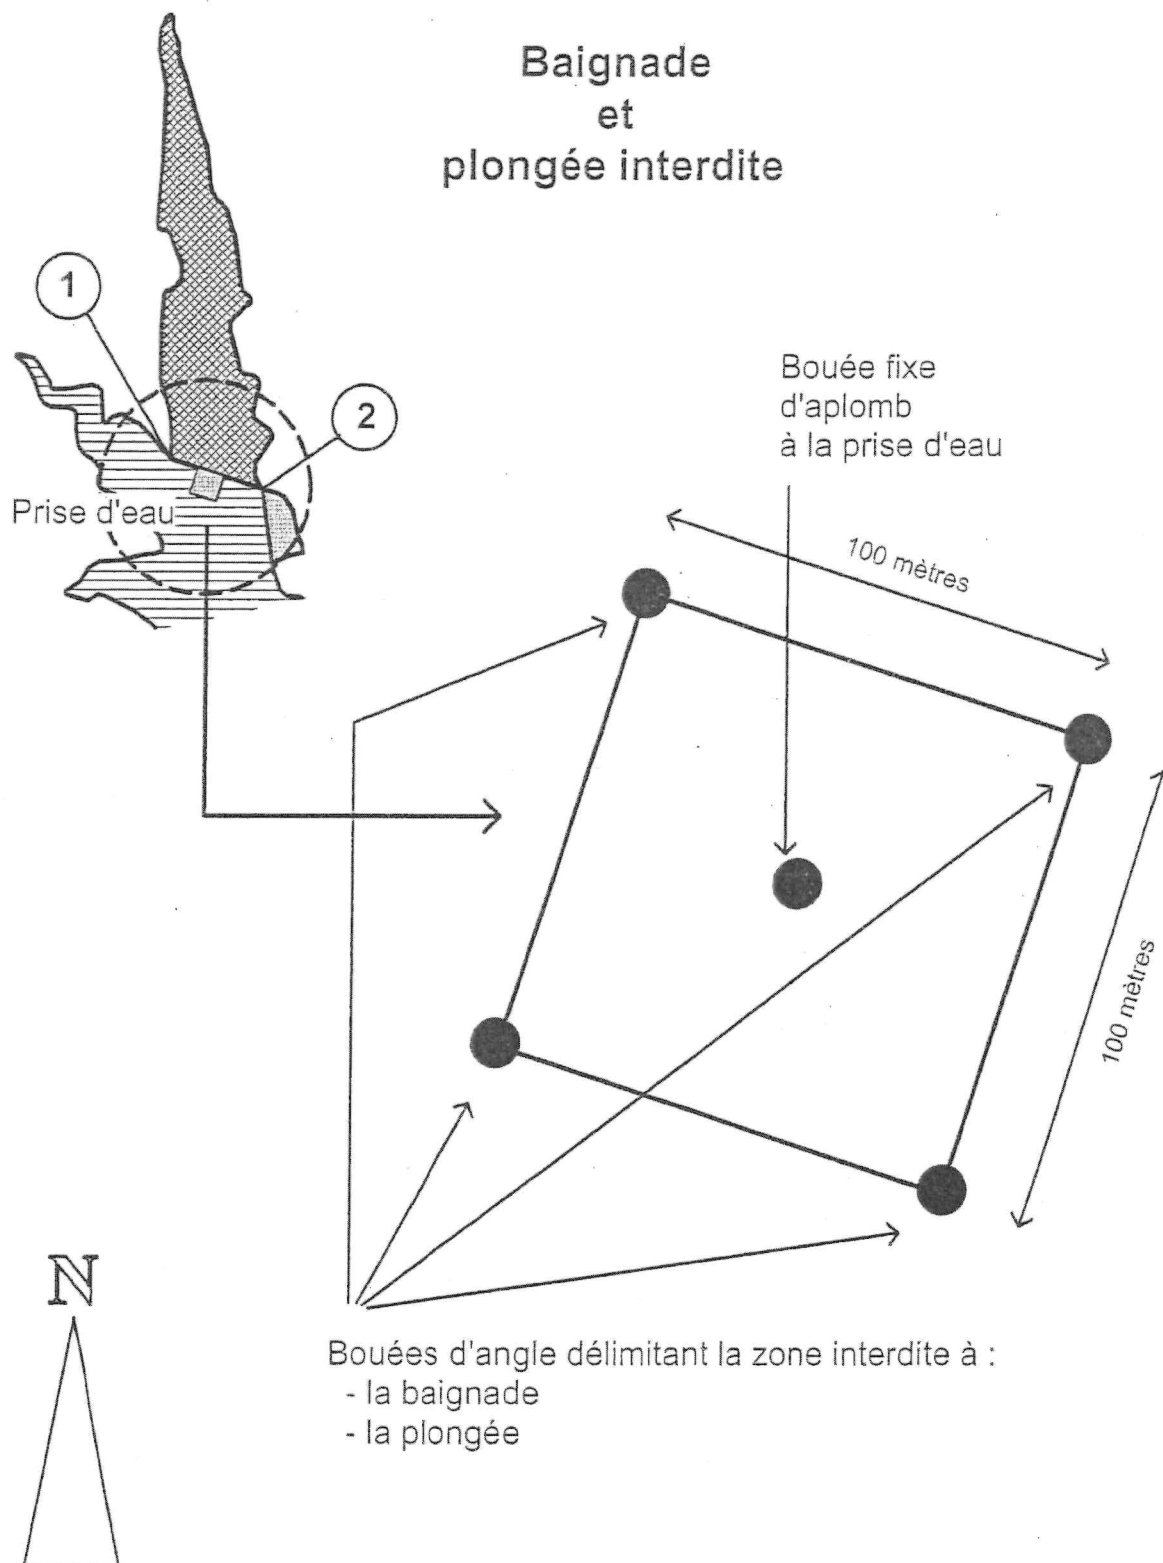 Baignade
et
plongée interdite
1
2
Prise d'eau
Bouée fixe
d'aplomb
à la prise d'eau
100 mètres
100 mètres
N
Bouées d'angle délimitant la zone interdite à :
- la baignade
- la plongée